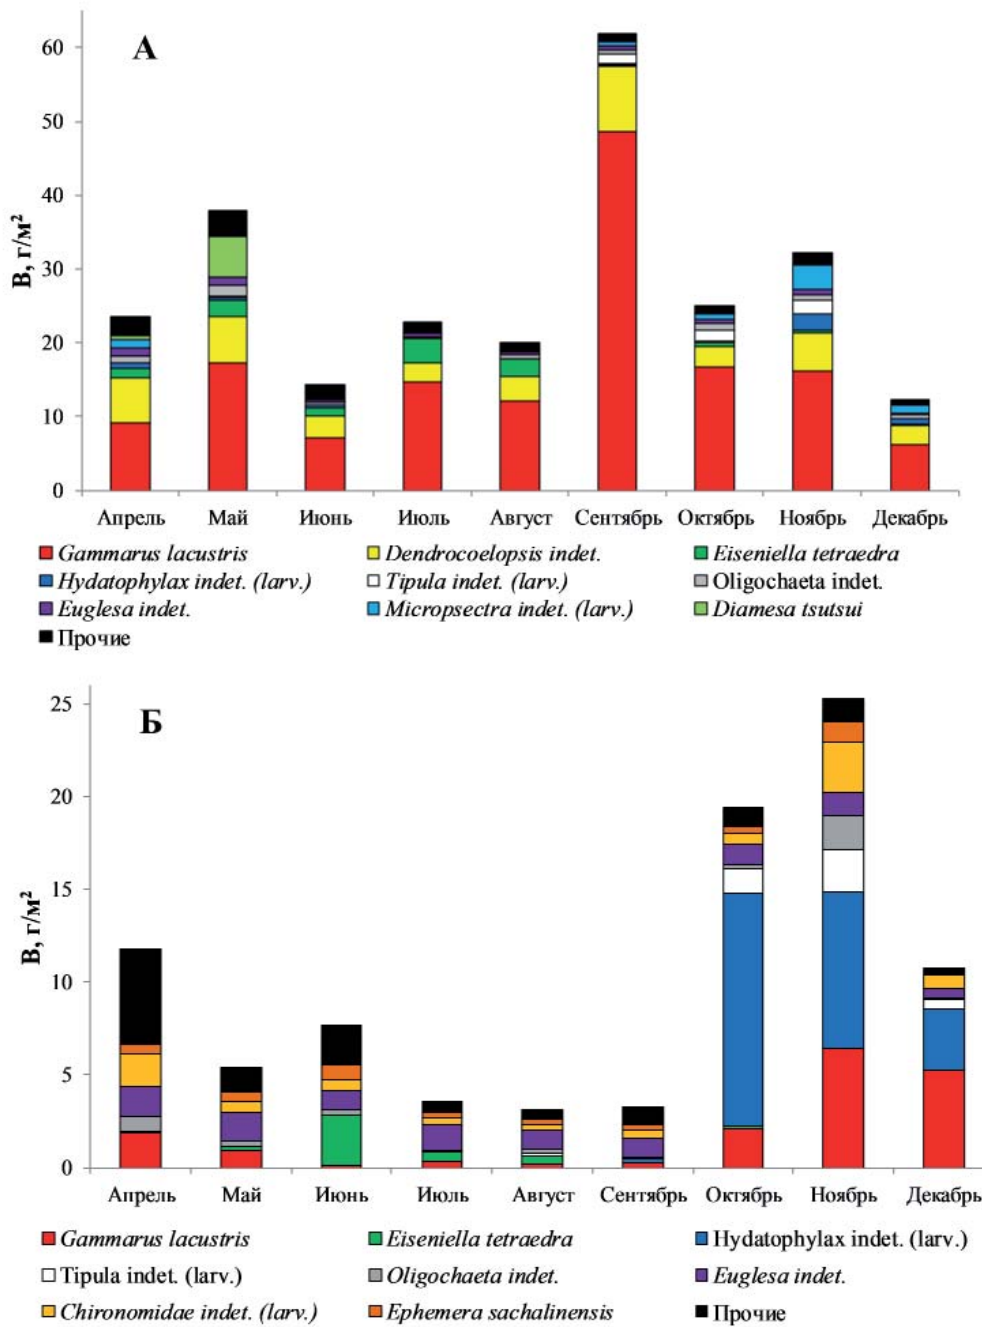 А
60
50
40
30
20
10
0
В, г/м²
Апрель Май Июнь Июль Август Сентябрь Октябрь Ноябрь Декабрь
Gammarus lacustris Dendrocoelopsis indet. Eiseniella tetraedra
Hydatophylax indet. (larv.) Tipula indet. (larv.) Oligochaeta indet.
Euglesa indet. Micropsectra indet. (larv.) Diamesa tsutsui
Прочие
Б
25
20
15
10
5
0
В, г/м²
Апрель Май Июнь Июль Август Сентябрь Октябрь Ноябрь Декабрь
Gammarus lacustris Eiseniella tetraedra Hydatophylax indet. (larv.)
Tipula indet. (larv.) Oligochaeta indet. Euglesa indet.
Chironomidae indet. (larv.) Ephemera sachalinensis Прочие